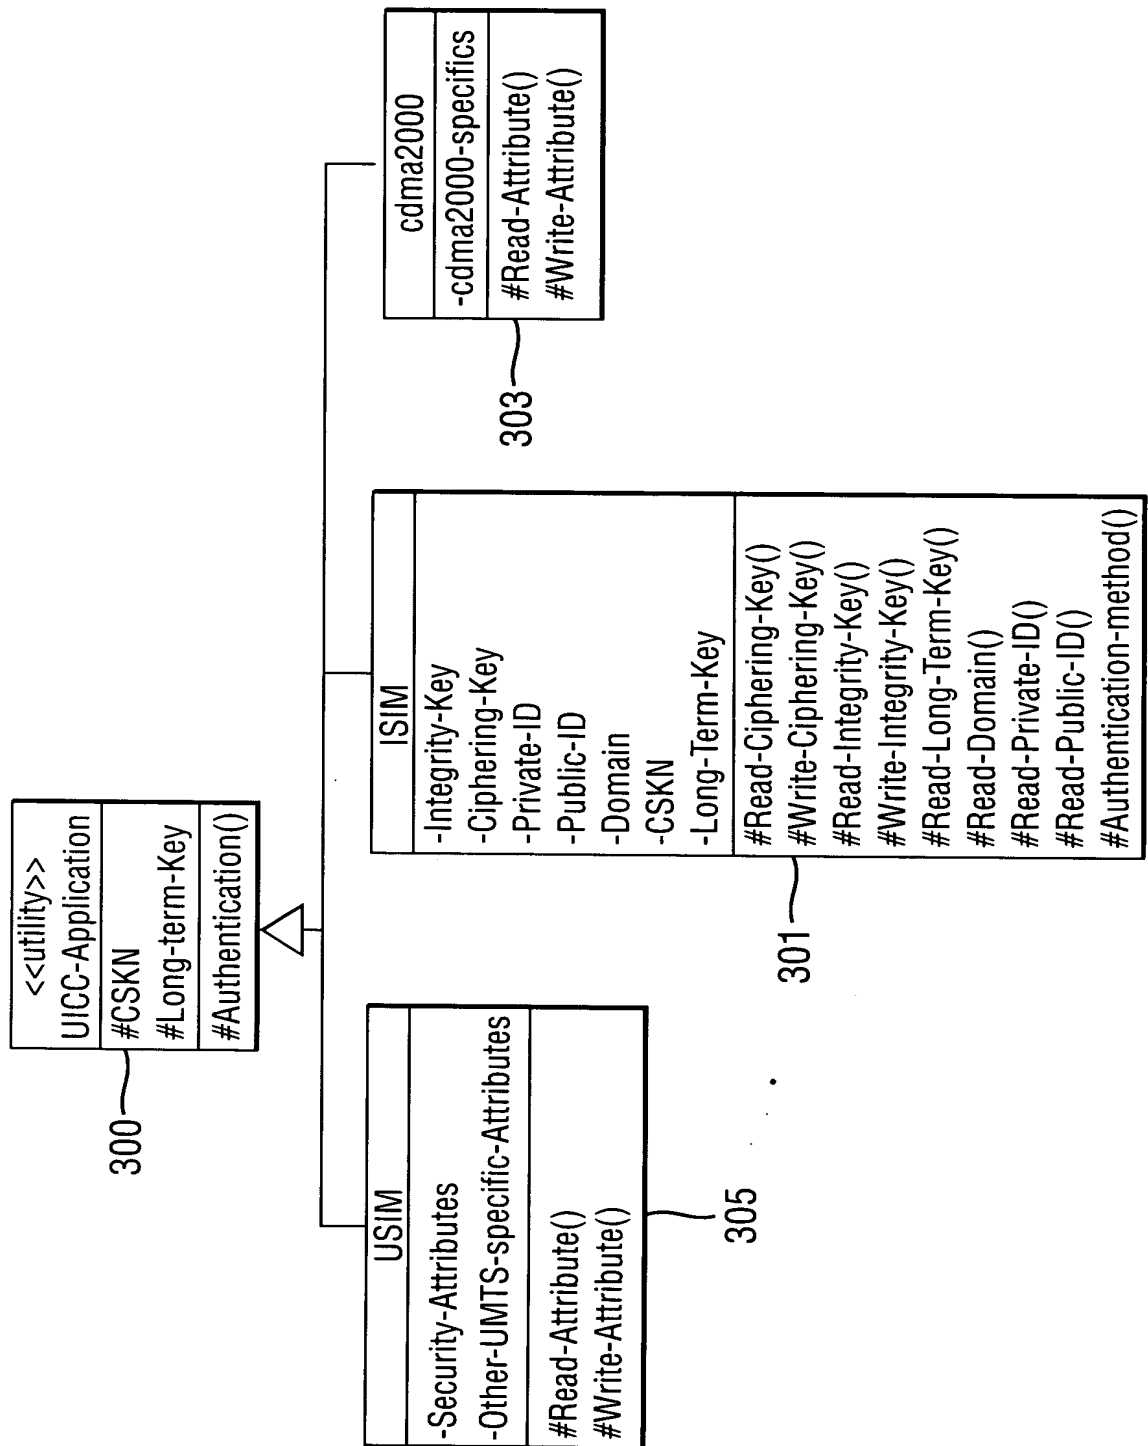 <<utility>>
UICC-Application
#CSKN
#Long-term-Key
#Authentication()
300
USIM
-Security-Attributes
-Other-UMTS-specific-Attributes
#Read-Attribute()
#Write-Attribute()
305
ISIM
-Integrity-Key
-Ciphering-Key
-Private-ID
-Public-ID
-Domain
-CSKN
-Long-Term-Key
#Read-Ciphering-Key()
#Write-Ciphering-Key()
#Read-Integrity-Key()
#Write-Integrity-Key()
#Read-Long-Term-Key()
#Read-Domain()
#Read-Private-ID()
#Read-Public-ID()
#Authentication-method()
301
cdma2000
-cdma2000-specifics
#Read-Attribute()
#Write-Attribute()
303